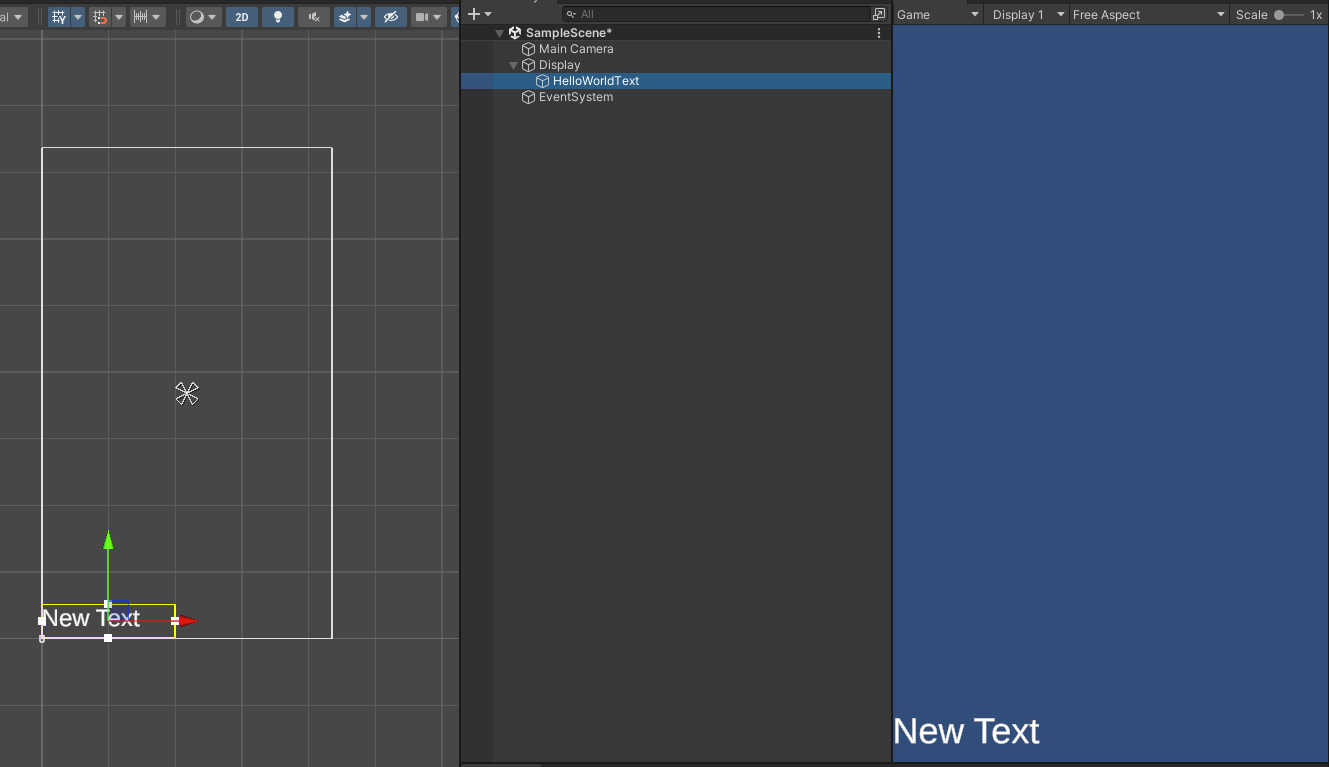 al
2D
New Text
All
SampleScene*
Main Camera
Display
HelloWorldText
EventSystem
Game
Display 1
Free Aspect
Scale
1x
New Text